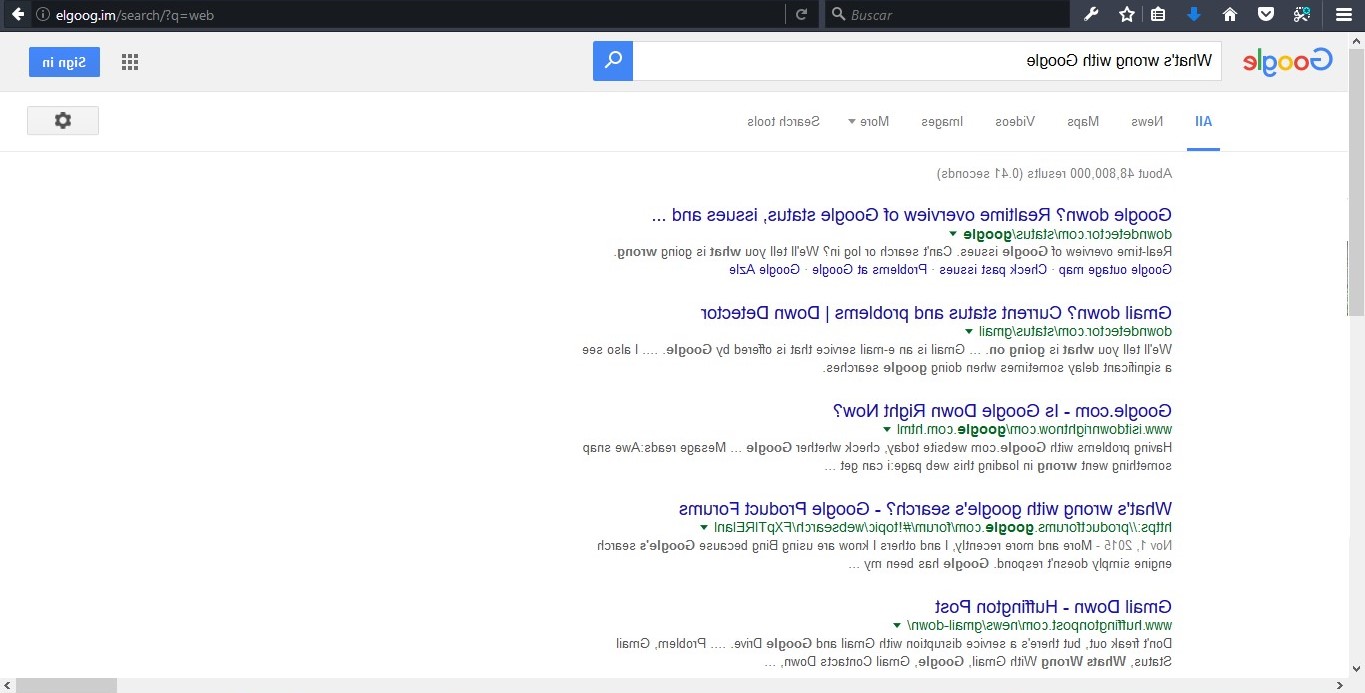 elgoog.im/search/?q=web
Buscar
Google
What's wrong with Google
Sign in
All News Maps Videos Images More Search tools
About 48,800,000 results (0.41 seconds)
Google down? Realtime overview of Google status, issues and ...
downdetector.com/status/google
Real-time overview of Google issues. Can't search or log in? We'll tell you what is going wrong.
Google outage map · Check past issues · Problems at Google · Google Azle
Gmail down? Current status and problems | Down Detector
downdetector.com/status/gmail
We'll tell you what is going on. ... Gmail is an e-mail service that is offered by Google. .... I also see
a significant delay sometimes when doing google searches.
Google.com - Is Google Down Right Now?
www.isitdownrightnow.com/google.com.html
Having problems with Google.com website today, check whether Google ... Message reads:Awe snap
something went wrong in loading this web page:i can get ...
What's wrong with google's search? - Google Product Forums
https://productforums.google.com/forum/#!topic/websearch/FXpTIRElanI
Nov 1, 2015 - More and more recently, I and others I know are using Bing because Google's search
engine simply doesn't respond. Google has been my ...
Gmail Down - Huffington Post
www.huffingtonpost.com/news/gmail-down/
Don't freak out, but there's a service disruption with Gmail and Google Drive. .... Problem, Gmail
Status, Whats Wrong With Gmail, Google, Gmail Contacts Down, ...